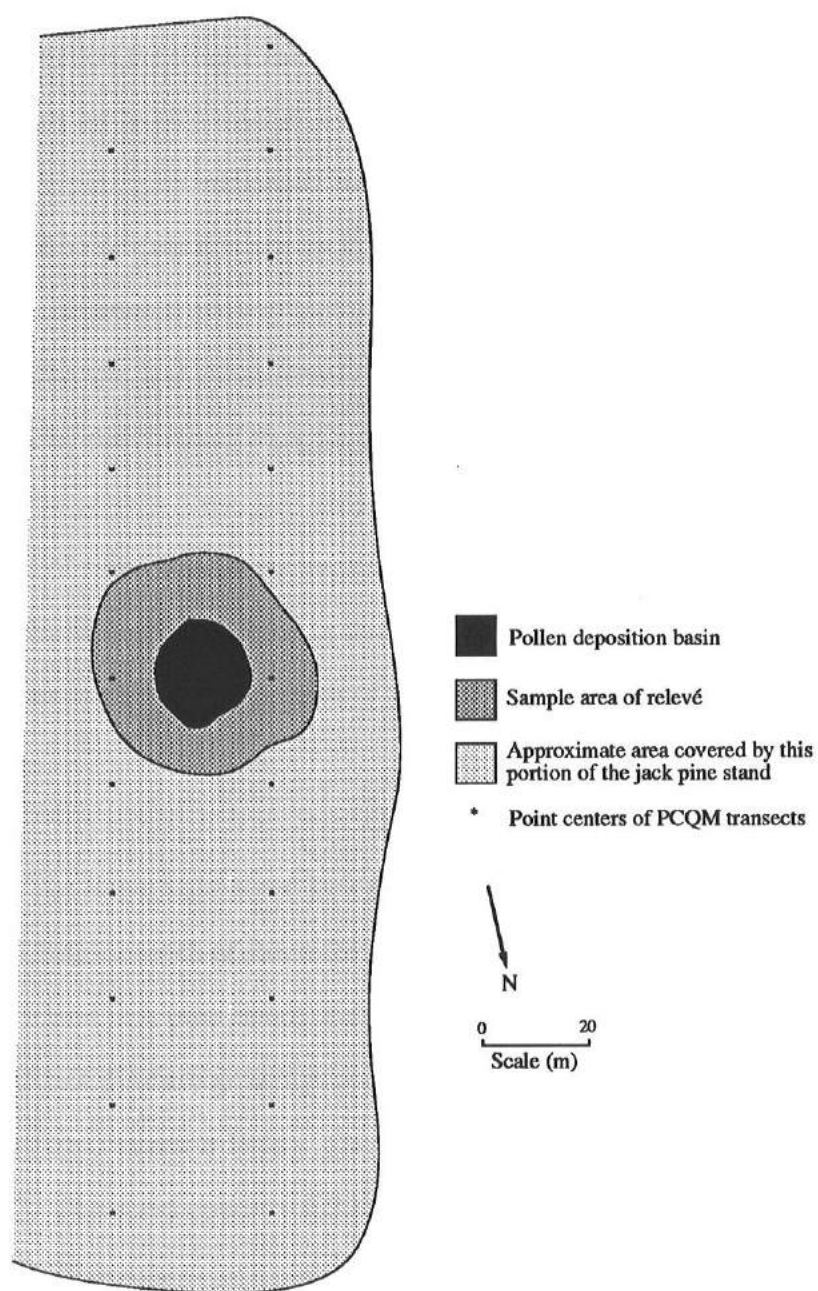 Pollen deposition basin
Sample area of relevé
Approximate area covered by this
portion of the jack pine stand
* Point centers of PCQM transects
N
0 20
Scale (m)